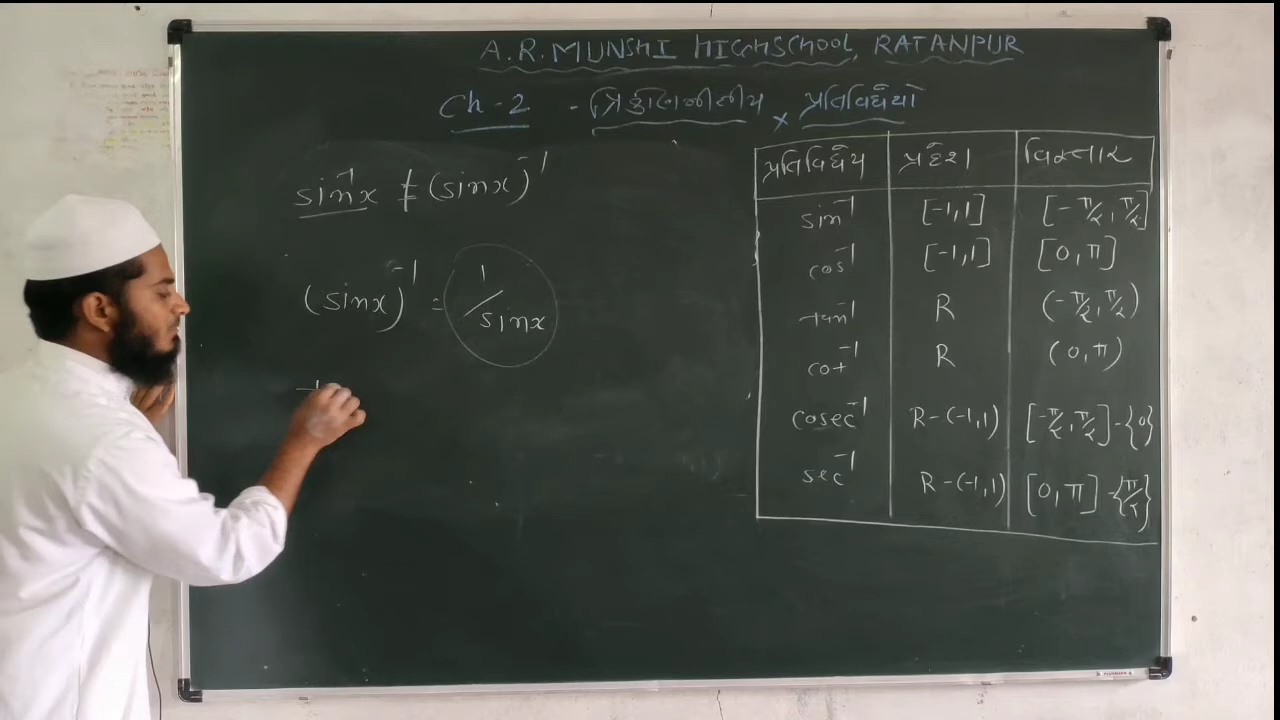 A.R. MUNSHI HIGHSCHOOL, RATANPUR
Ch-2 - ત્રિકોણમિતીય પ્રતિવિધેયો
sin⁻¹x ≠ (sinx)⁻¹
(sinx)⁻¹ = 1/sinx
પ્રતિવિધેય પ્રદેશ વિસ્તાર
sin⁻¹ [-1,1] [-π/2, π/2]
cos⁻¹ [-1,1] [0,π]
tan⁻¹ R (-π/2, π/2)
cot⁻¹ R (0,π)
cosec⁻¹ R-(-1,1) [-π/2, π/2]-{0}
sec⁻¹ R-(-1,1) [0,π]-{π/2}